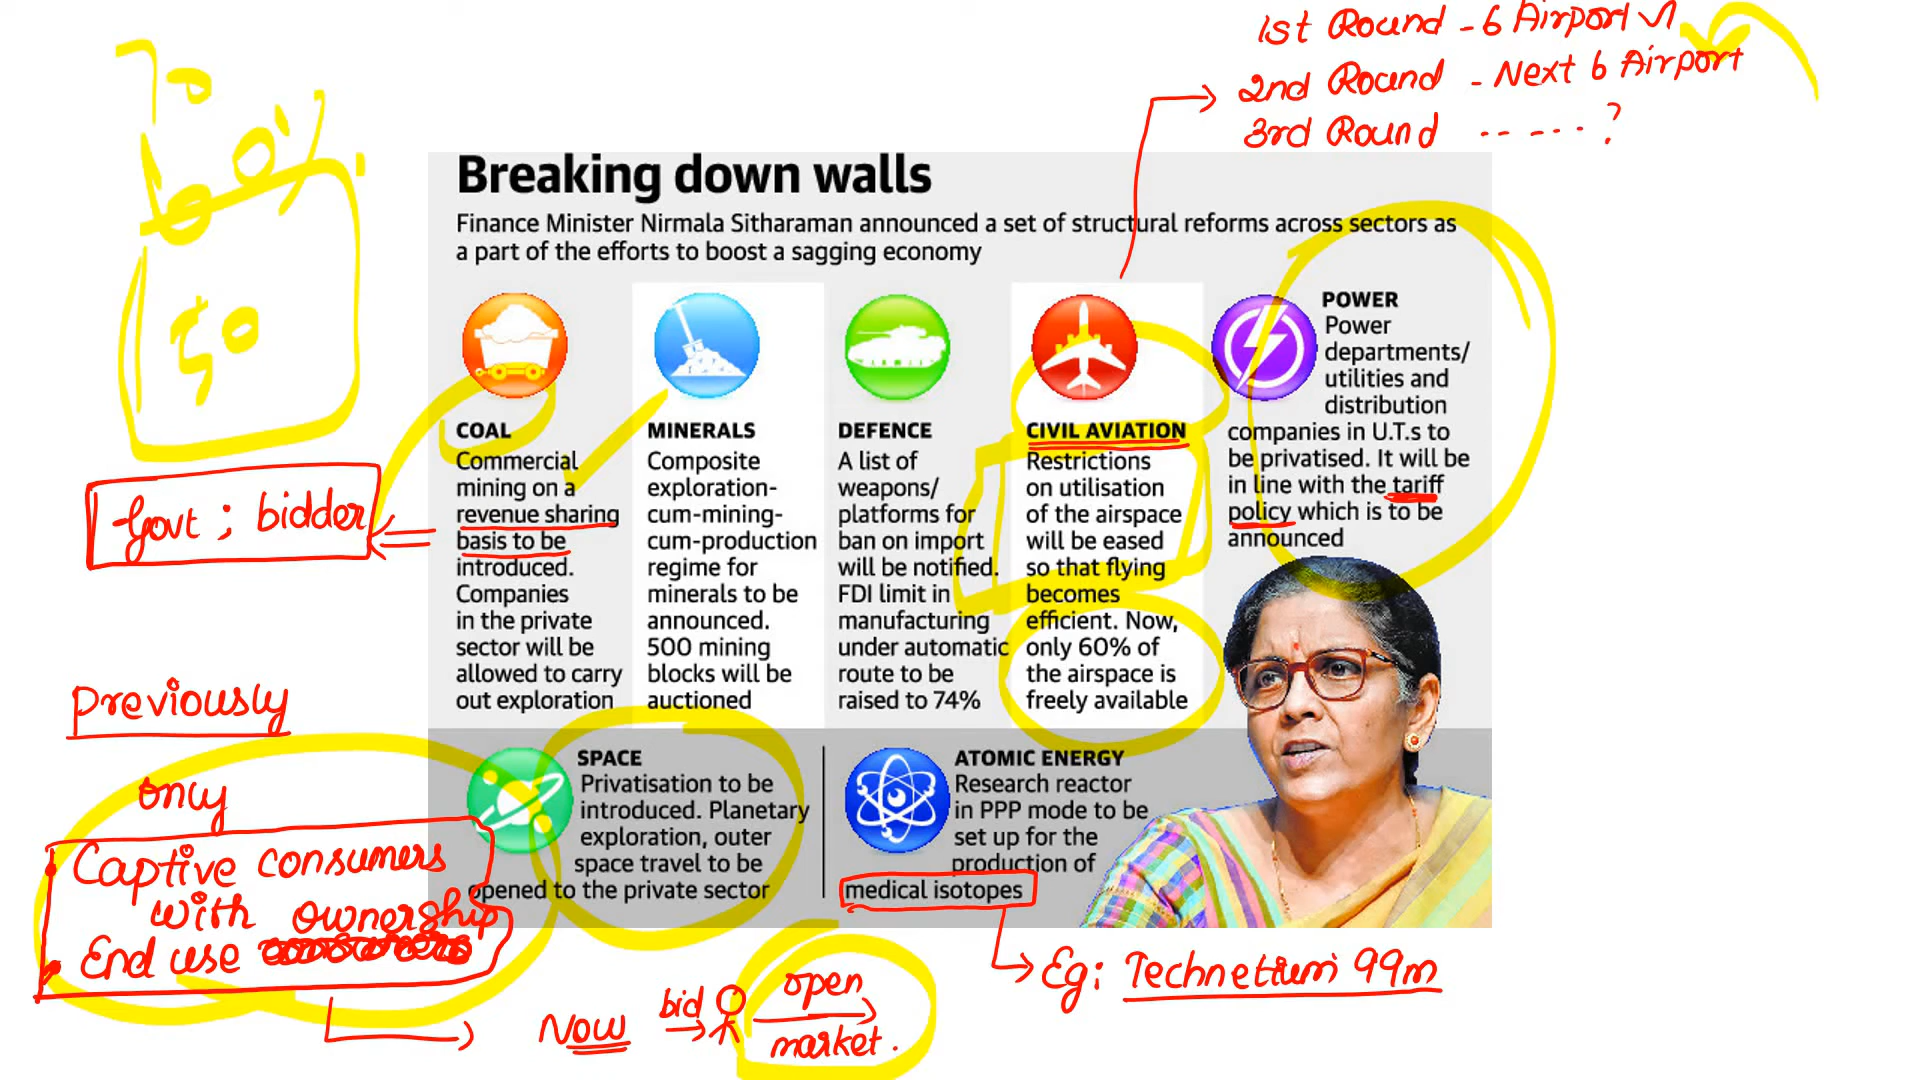 1st Round - 6 Airport
2nd Round - Next 6 Airport
3rd Round -- --- ?
100%
50
Breaking down walls
Finance Minister Nirmala Sitharaman announced a set of structural reforms across sectors as
a part of the efforts to boost a sagging economy
COAL
Commercial
mining on a
revenue sharing
basis to be
introduced.
Companies
in the private
sector will be
allowed to carry
out exploration
MINERALS
Composite
exploration-
cum-mining-
cum-production
regime for
minerals to be
announced.
500 mining
blocks will be
auctioned
DEFENCE
A list of
weapons/
platforms for
ban on import
will be notified.
FDI limit in
manufacturing
under automatic
route to be
raised to 74%
CIVIL AVIATION
Restrictions
on utilisation
of the airspace
will be eased
so that flying
becomes
efficient. Now,
only 60% of
the airspace is
freely available
POWER
Power
departments/
utilities and
distribution
companies in U.T.s to
be privatised. It will be
in line with the tariff
policy which is to be
announced
Govt ; bidder
Previously
only
• Captive consumers
with ownership
• End use
SPACE
Privatisation to be
introduced. Planetary
exploration, outer
space travel to be
opened to the private sector
ATOMIC ENERGY
Research reactor
in PPP mode to be
set up for the
production of
medical isotopes
Eg: Technetium 99m
Now bid open
market.